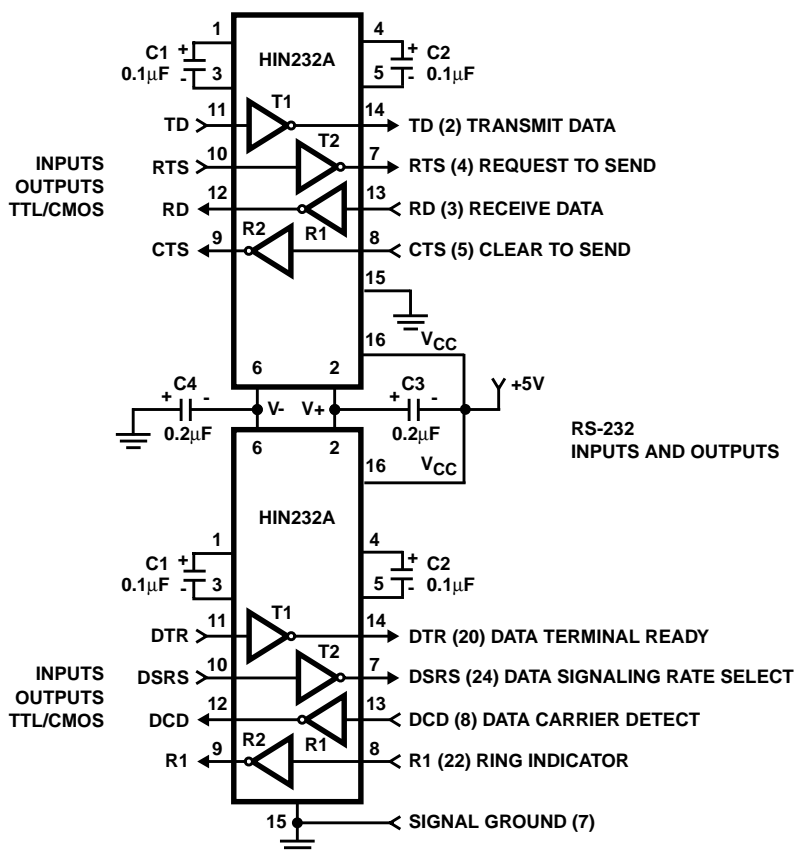 1 4
C1 + HIN232A + C2
0.1µF - 3 5 - 0.1µF
T1
TD 11 14 TD (2) TRANSMIT DATA
T2
INPUTS
OUTPUTS
TTL/CMOS
RTS 10 7 RTS (4) REQUEST TO SEND
RD 12 13 RD (3) RECEIVE DATA
R2 R1
CTS 9 8 CTS (5) CLEAR TO SEND
15
16 VCC
6 2
+ C4 - V- V+ + C3 - +5V
0.2µF 0.2µF
RS-232
INPUTS AND OUTPUTS
6 2
16 VCC
HIN232A
1 4
C1 + + C2
0.1µF - 3 5 - 0.1µF
T1
DTR 11 14 DTR (20) DATA TERMINAL READY
T2
INPUTS
OUTPUTS
TTL/CMOS
DSRS 10 7 DSRS (24) DATA SIGNALING RATE SELECT
DCD 12 13 DCD (8) DATA CARRIER DETECT
R2 R1
R1 9 8 R1 (22) RING INDICATOR
15 SIGNAL GROUND (7)